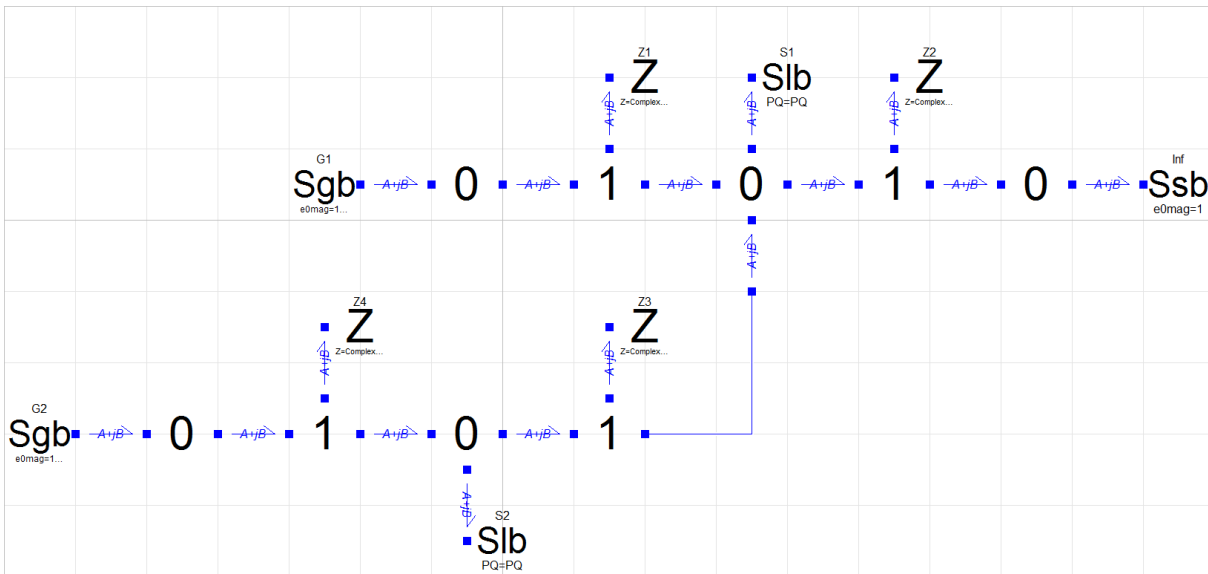 Z1
Z
Z=Complex...
A+jB
S1
Slb
PQ=PQ
A+jB
Z2
Z
Z=Complex...
A+jB
G1
Sgb
e0mag=1...
A+jB
0
A+jB
1
A+jB
0
A+jB
1
A+jB
0
A+jB
Inf
Ssb
e0mag=1
A+jB
Z4
Z
Z=Complex...
A+jB
Z3
Z
Z=Complex...
A+jB
G2
Sgb
e0mag=1...
A+jB
0
A+jB
1
A+jB
0
A+jB
1
A+jB
S2
Slb
PQ=PQ